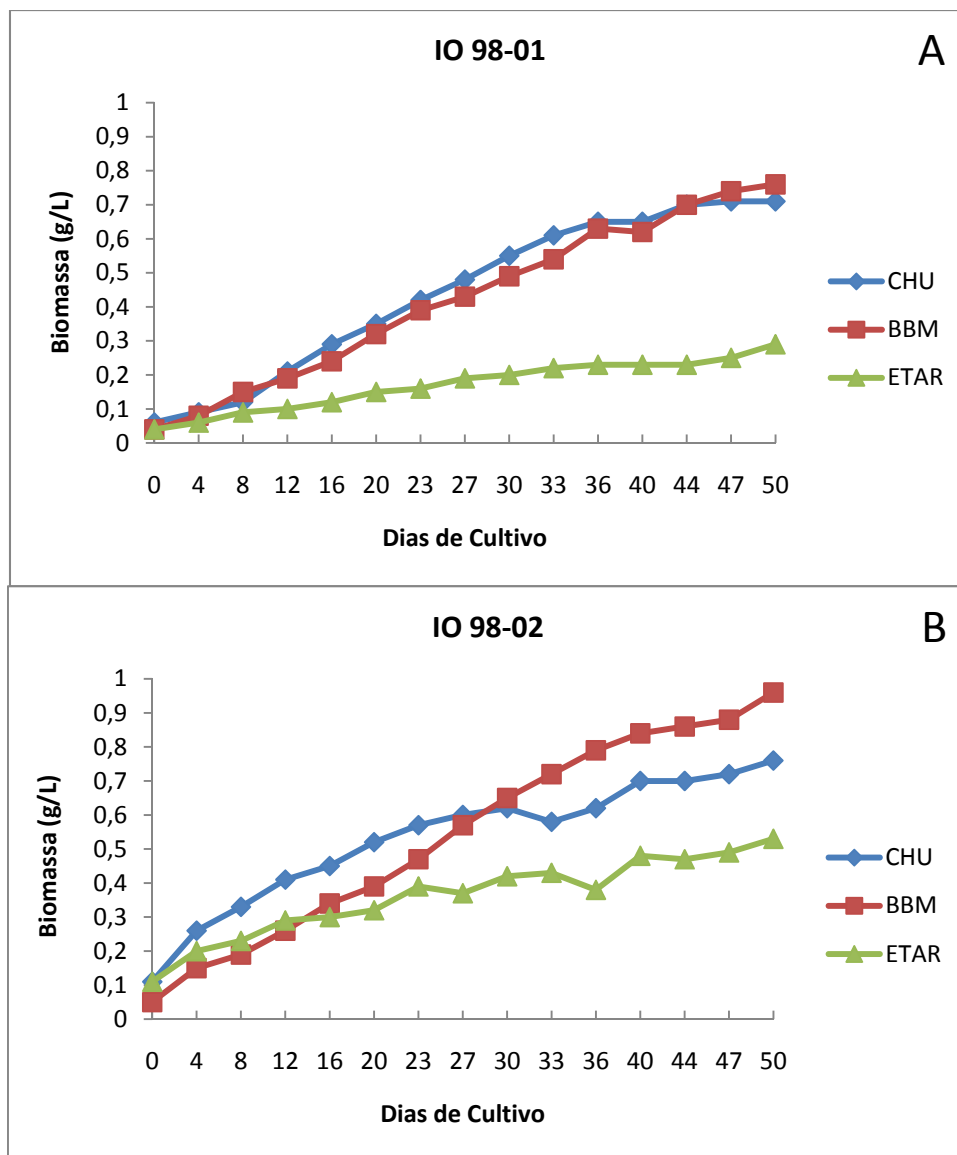 IO 98-01
A
Biomassa (g/L)
1
0,9
0,8
0,7
0,6
0,5
0,4
0,3
0,2
0,1
0
0 4 8 12 16 20 23 27 30 33 36 40 44 47 50
Dias de Cultivo
CHU
BBM
ETAR
IO 98-02
B
Biomassa (g/L)
1
0,9
0,8
0,7
0,6
0,5
0,4
0,3
0,2
0,1
0
0 4 8 12 16 20 23 27 30 33 36 40 44 47 50
Dias de Cultivo
CHU
BBM
ETAR